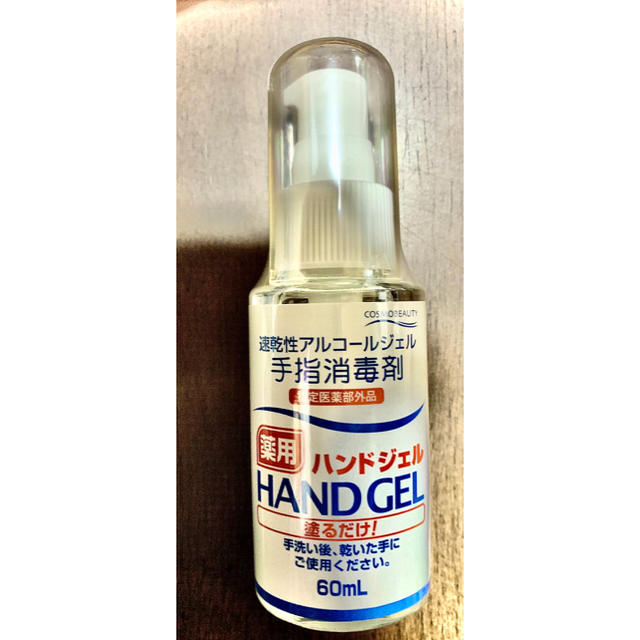 COSMOBEAUTY
速乾性アルコールジェル
手指消毒剤
指定医薬部外品
薬用
ハンドジェル
HAND GEL
塗るだけ!
手洗い後、乾いた手に
ご使用ください。
60mL